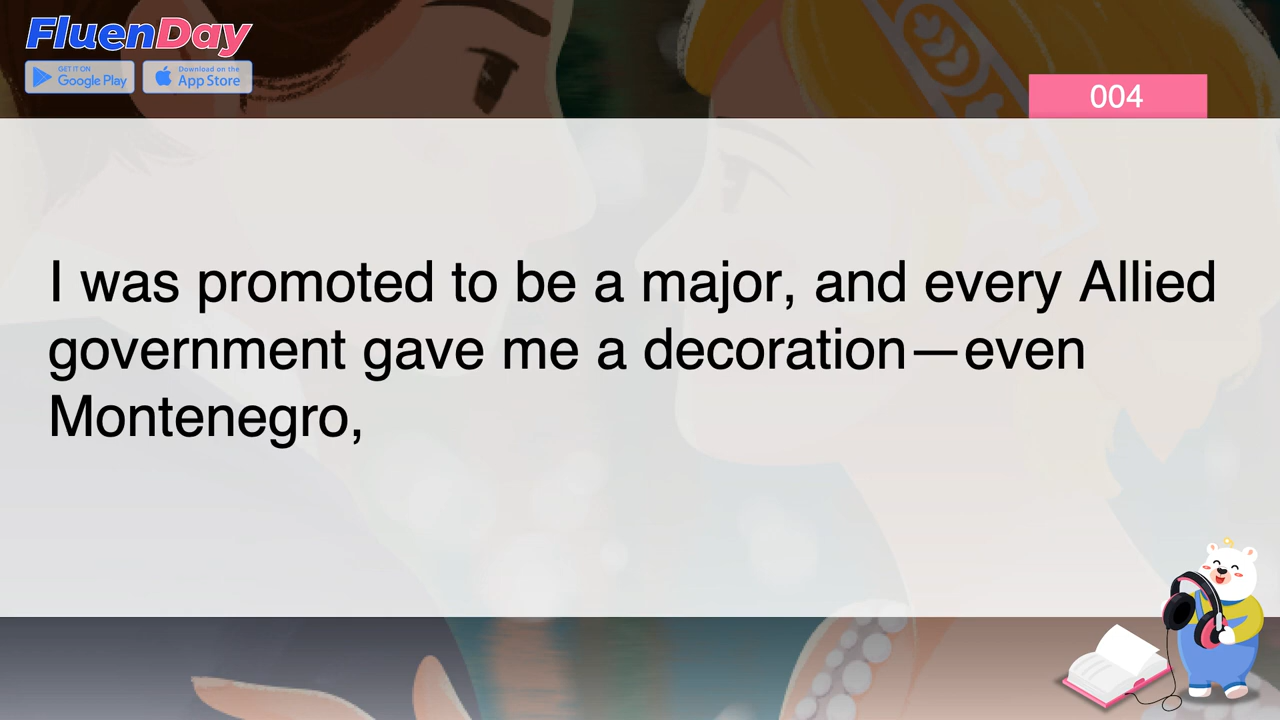 FluenDay
GET IT ON
Google Play
Download on the
App Store
004
I was promoted to be a major, and every Allied
government gave me a decoration—even
Montenegro,